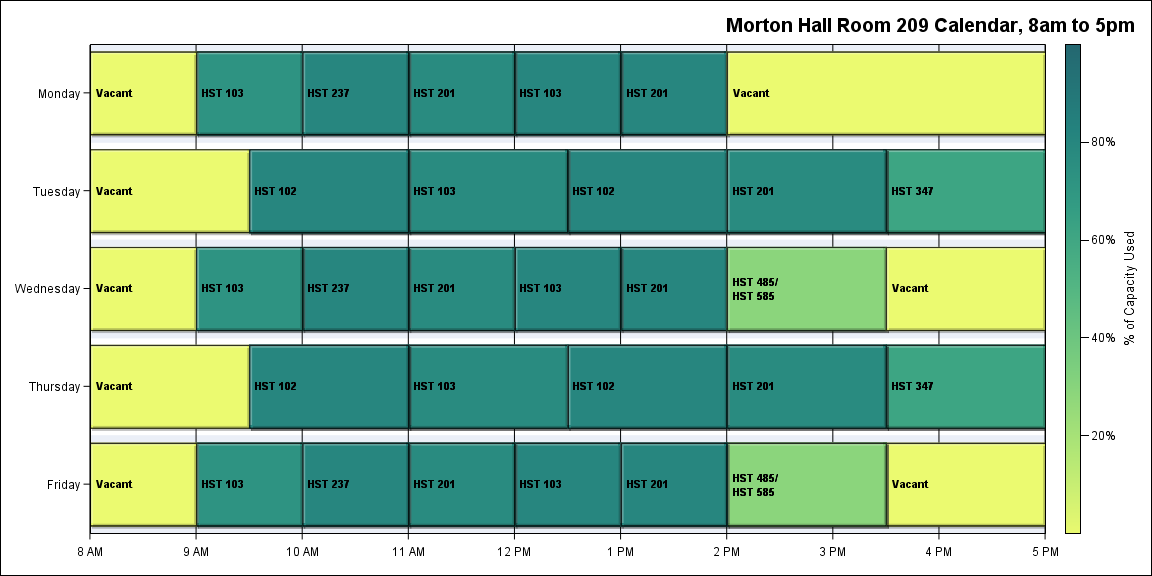 Morton Hall Room 209 Calendar, 8am to 5pm
Monday
Vacant
HST 103
HST 237
HST 201
HST 103
HST 201
Vacant
Tuesday
Vacant
HST 102
HST 103
HST 102
HST 201
HST 347
Wednesday
Vacant
HST 103
HST 237
HST 201
HST 103
HST 201
HST 485/
HST 585
Vacant
Thursday
Vacant
HST 102
HST 103
HST 102
HST 201
HST 347
Friday
Vacant
HST 103
HST 237
HST 201
HST 103
HST 201
HST 485/
HST 585
Vacant
8 AM
9 AM
10 AM
11 AM
12 PM
1 PM
2 PM
3 PM
4 PM
5 PM
80%
60%
40%
20%
% of Capacity Used